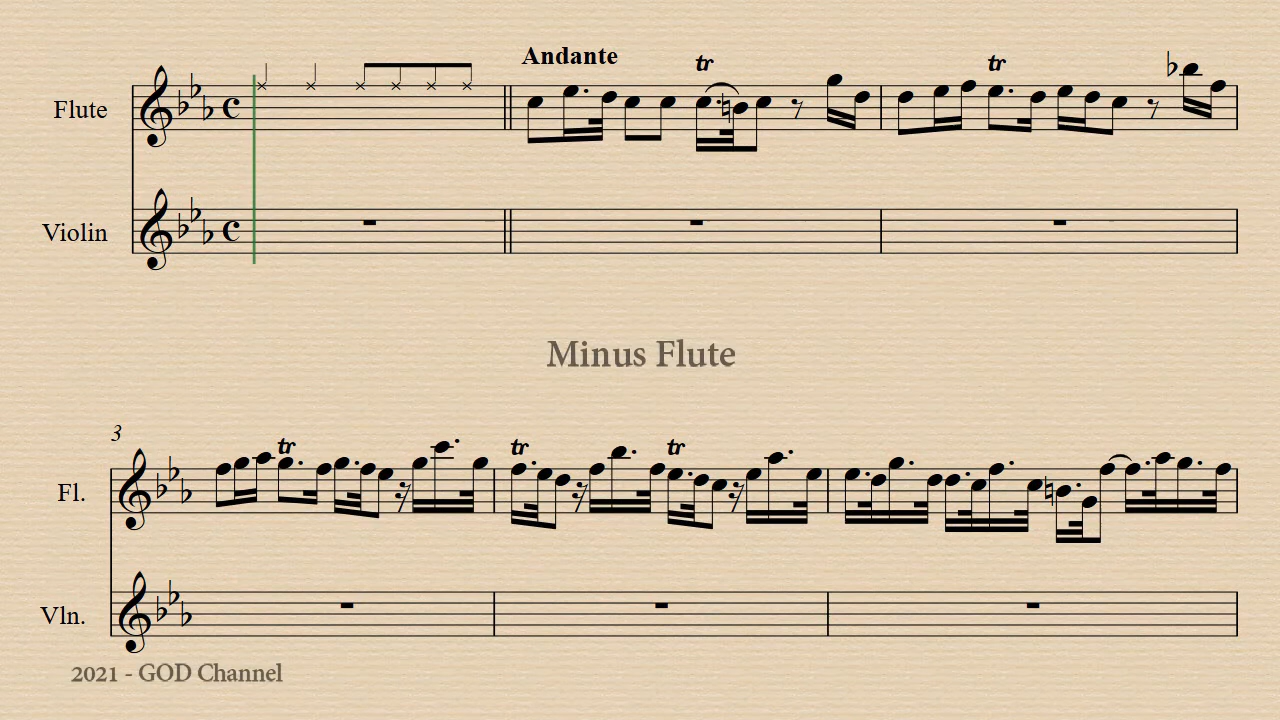 Andante
tr
tr
Flute
Violin
Minus Flute
3
tr
tr
tr
Fl.
Vln.
2021 - GOD Channel